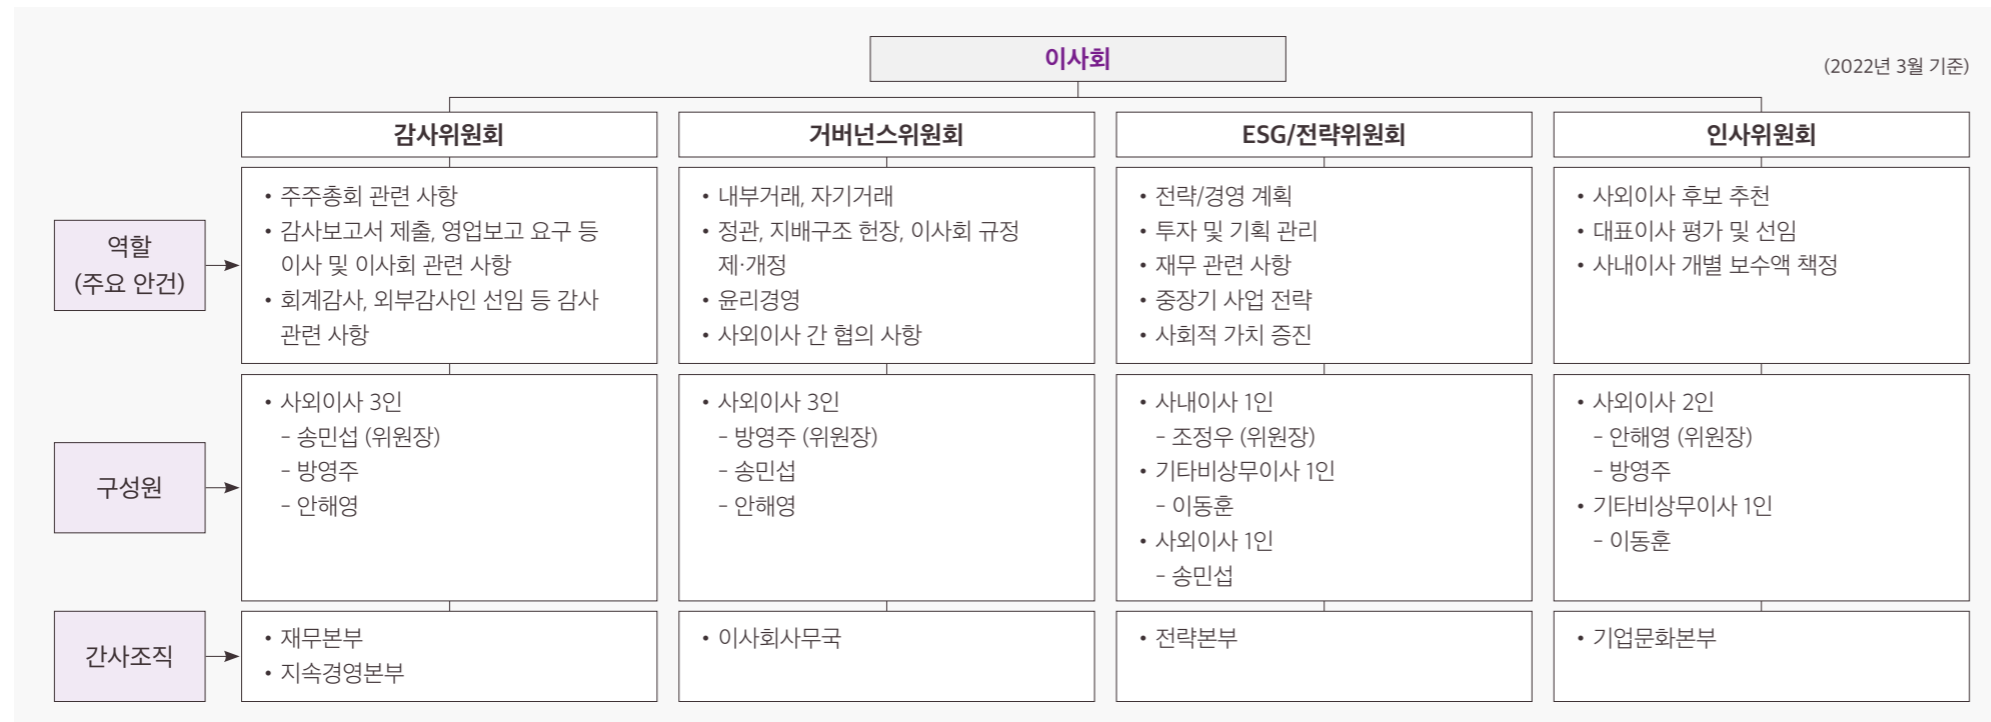 이사회
(2022년 3월 기준)
감사위원회
거버넌스위원회
ESG/전략위원회
인사위원회
역할
(주요 안건)
• 주주총회 관련 사항
• 감사보고서 제출, 영업보고 요구 등
이사 및 이사회 관련 사항
• 회계감사, 외부감사인 선임 등 감사
관련 사항
• 내부거래, 자기거래
• 정관, 지배구조 헌장, 이사회 규정
제·개정
• 윤리경영
• 사외이사 간 협의 사항
• 전략/경영 계획
• 투자 및 기획 관리
• 재무 관련 사항
• 중장기 사업 전략
• 사회적 가치 증진
• 사외이사 후보 추천
• 대표이사 평가 및 선임
• 사내이사 개별 보수액 책정
구성원
• 사외이사 3인
- 송민섭 (위원장)
- 방영주
- 안해영
• 사외이사 3인
- 방영주 (위원장)
- 송민섭
- 안해영
• 사내이사 1인
- 조정우 (위원장)
• 기타비상무이사 1인
- 이동훈
• 사외이사 1인
- 송민섭
• 사외이사 2인
- 안해영 (위원장)
- 방영주
• 기타비상무이사 1인
- 이동훈
간사조직
• 재무본부
• 지속경영본부
• 이사회사무국
• 전략본부
• 기업문화본부